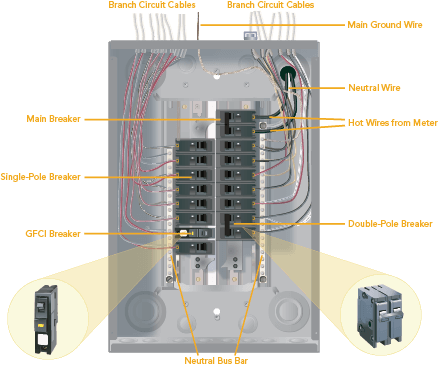 Branch Circuit Cables
Branch Circuit Cables
Main Ground Wire
Neutral Wire
Main Breaker
Hot Wires from Meter
Single-Pole Breaker
Double-Pole Breaker
GFCI Breaker
Neutral Bus Bar